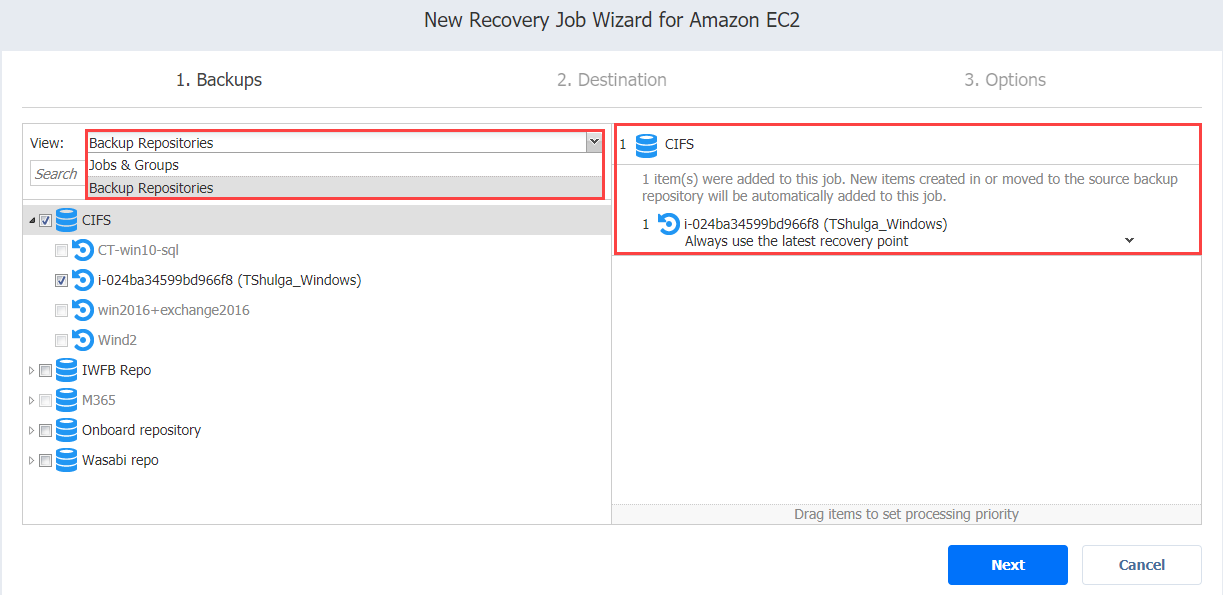 New Recovery Job Wizard for Amazon EC2
1. Backups
2. Destination
3. Options
View:
Backup Repositories
Jobs & Groups
Backup Repositories
Search
CIFS
CT-win10-sql
i-024ba34599bd966f8 (TShulga_Windows)
win2016+exchange2016
Wind2
IWFB Repo
M365
Onboard repository
Wasabi repo
1 CIFS
1 item(s) were added to this job. New items created in or moved to the source backup
repository will be automatically added to this job.
1 i-024ba34599bd966f8 (TShulga_Windows)
Always use the latest recovery point
Drag items to set processing priority
Next
Cancel